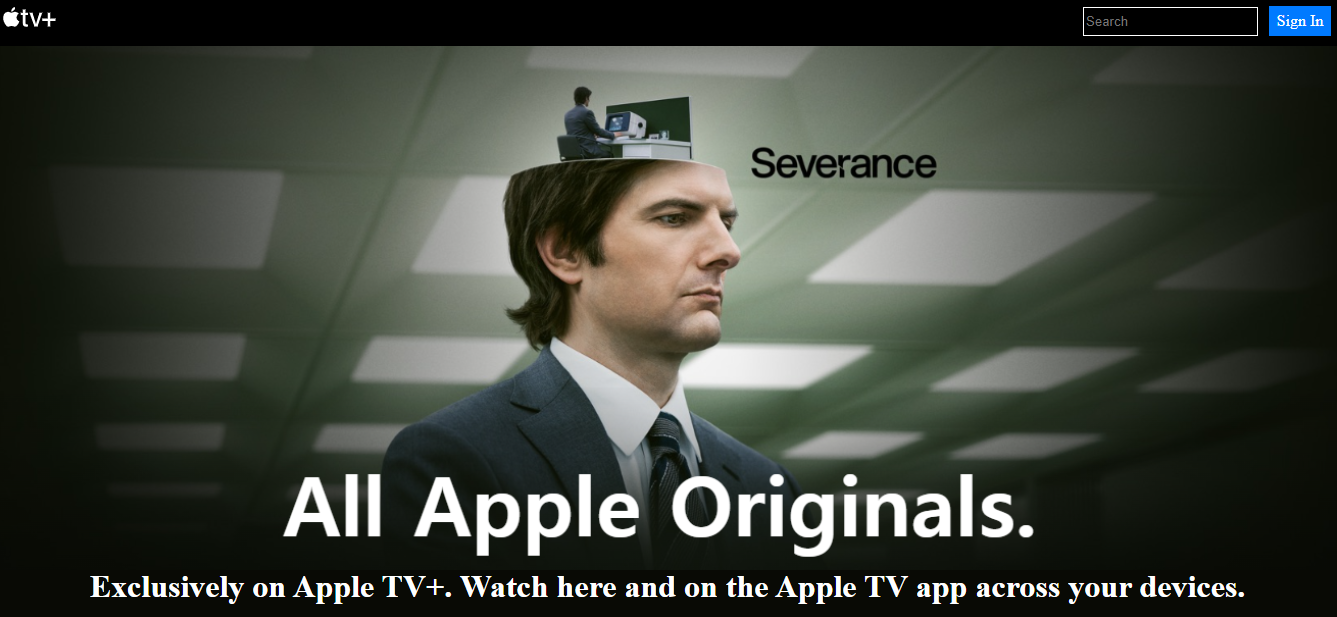 tv+
Search
Sign In
Severance
All Apple Originals.
Exclusively on Apple TV+. Watch here and on the Apple TV app across your devices.